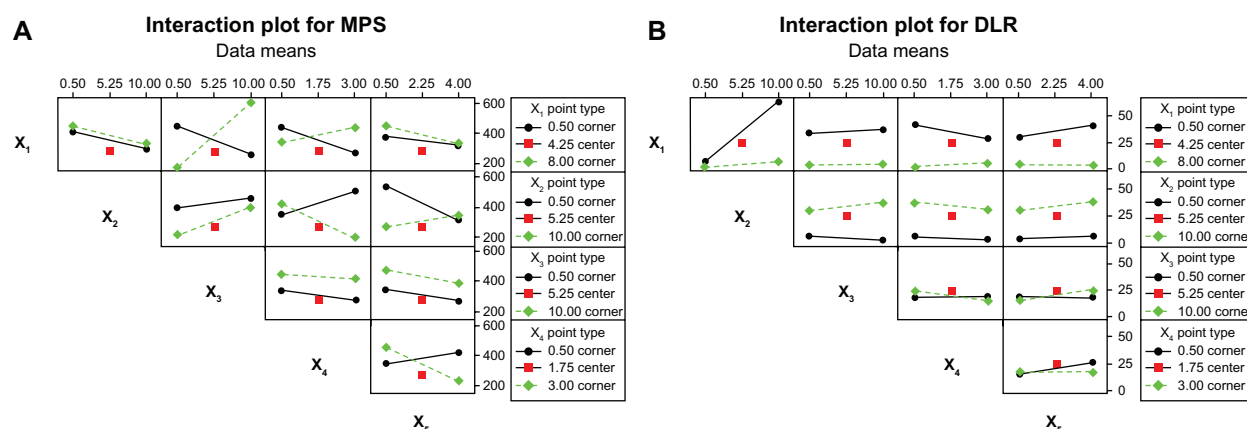 A
Interaction plot for MPS
Data means
0.50 5.25 10.00 0.50 5.25 10.00 0.50 1.75 3.00 0.50 2.25 4.00
X1
600
400
200
X1 point type
0.50 corner
4.25 center
8.00 corner
X2
600
400
200
X2 point type
0.50 corner
5.25 center
10.00 corner
X3
600
400
200
X3 point type
0.50 corner
5.25 center
10.00 corner
X4
600
400
200
X4 point type
0.50 corner
1.75 center
3.00 corner
B
Interaction plot for DLR
Data means
0.50 5.25 10.00 0.50 5.25 10.00 0.50 1.75 3.00 0.50 2.25 4.00
X1
50
25
0
X1 point type
0.50 corner
4.25 center
8.00 corner
X2
50
25
0
X2 point type
0.50 corner
5.25 center
10.00 corner
X3
50
25
0
X3 point type
0.50 corner
5.25 center
10.00 corner
X4
50
25
0
X4 point type
0.50 corner
1.75 center
3.00 corner